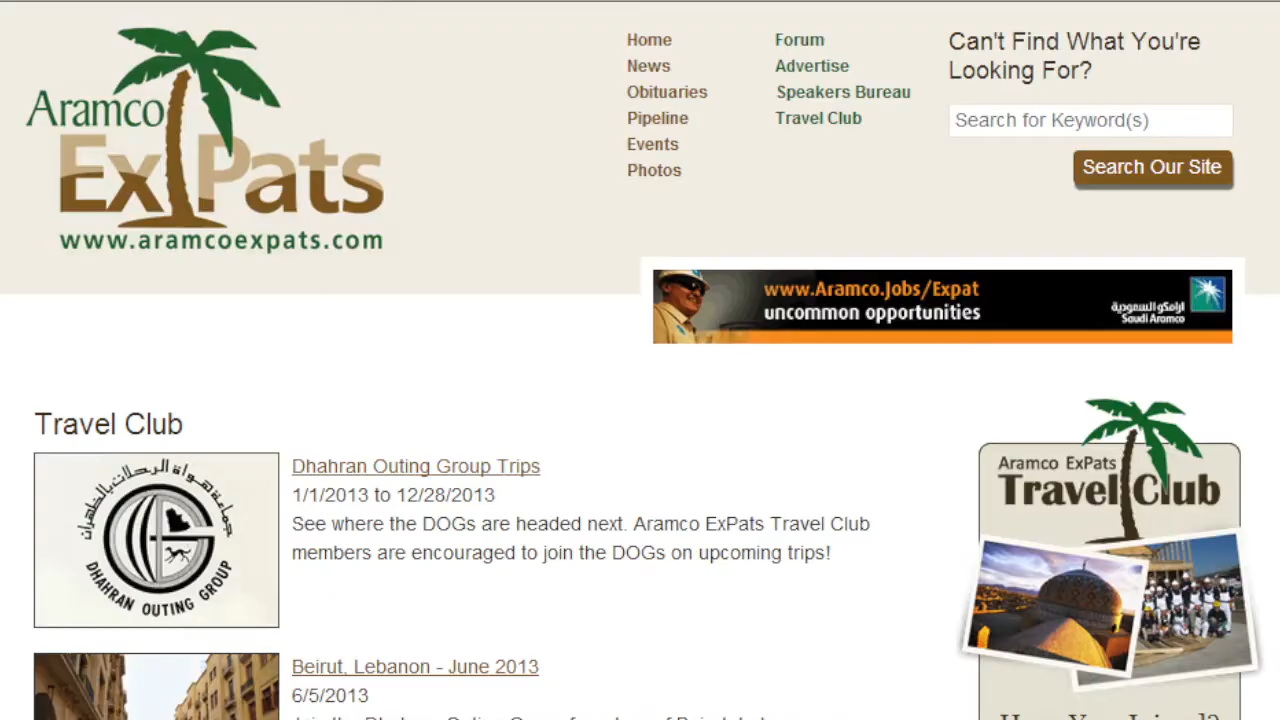 Aramco
ExPats
www.aramcoexpats.com
Home
News
Obituaries
Pipeline
Events
Photos
Forum
Advertise
Speakers Bureau
Travel Club
Can't Find What You're
Looking For?
Search for Keyword(s)
Search Our Site
www.Aramco.Jobs/Expat
uncommon opportunities
أرامكو السعودية
Saudi Aramco
Travel Club
جماعة هواة الرحلات بالظهران
DHAHRAN OUTING GROUP
Dhahran Outing Group Trips
1/1/2013 to 12/28/2013
See where the DOGs are headed next. Aramco ExPats Travel Club
members are encouraged to join the DOGs on upcoming trips!
Beirut, Lebanon - June 2013
6/5/2013
Aramco ExPats
Travel Club